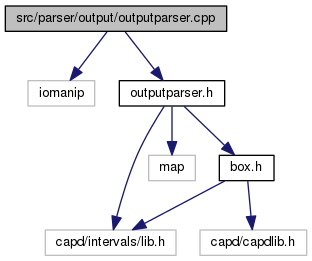 src/parser/output/outputparser.cpp
iomanip
outputparser.h
map
box.h
capd/intervals/lib.h
capd/capdlib.h